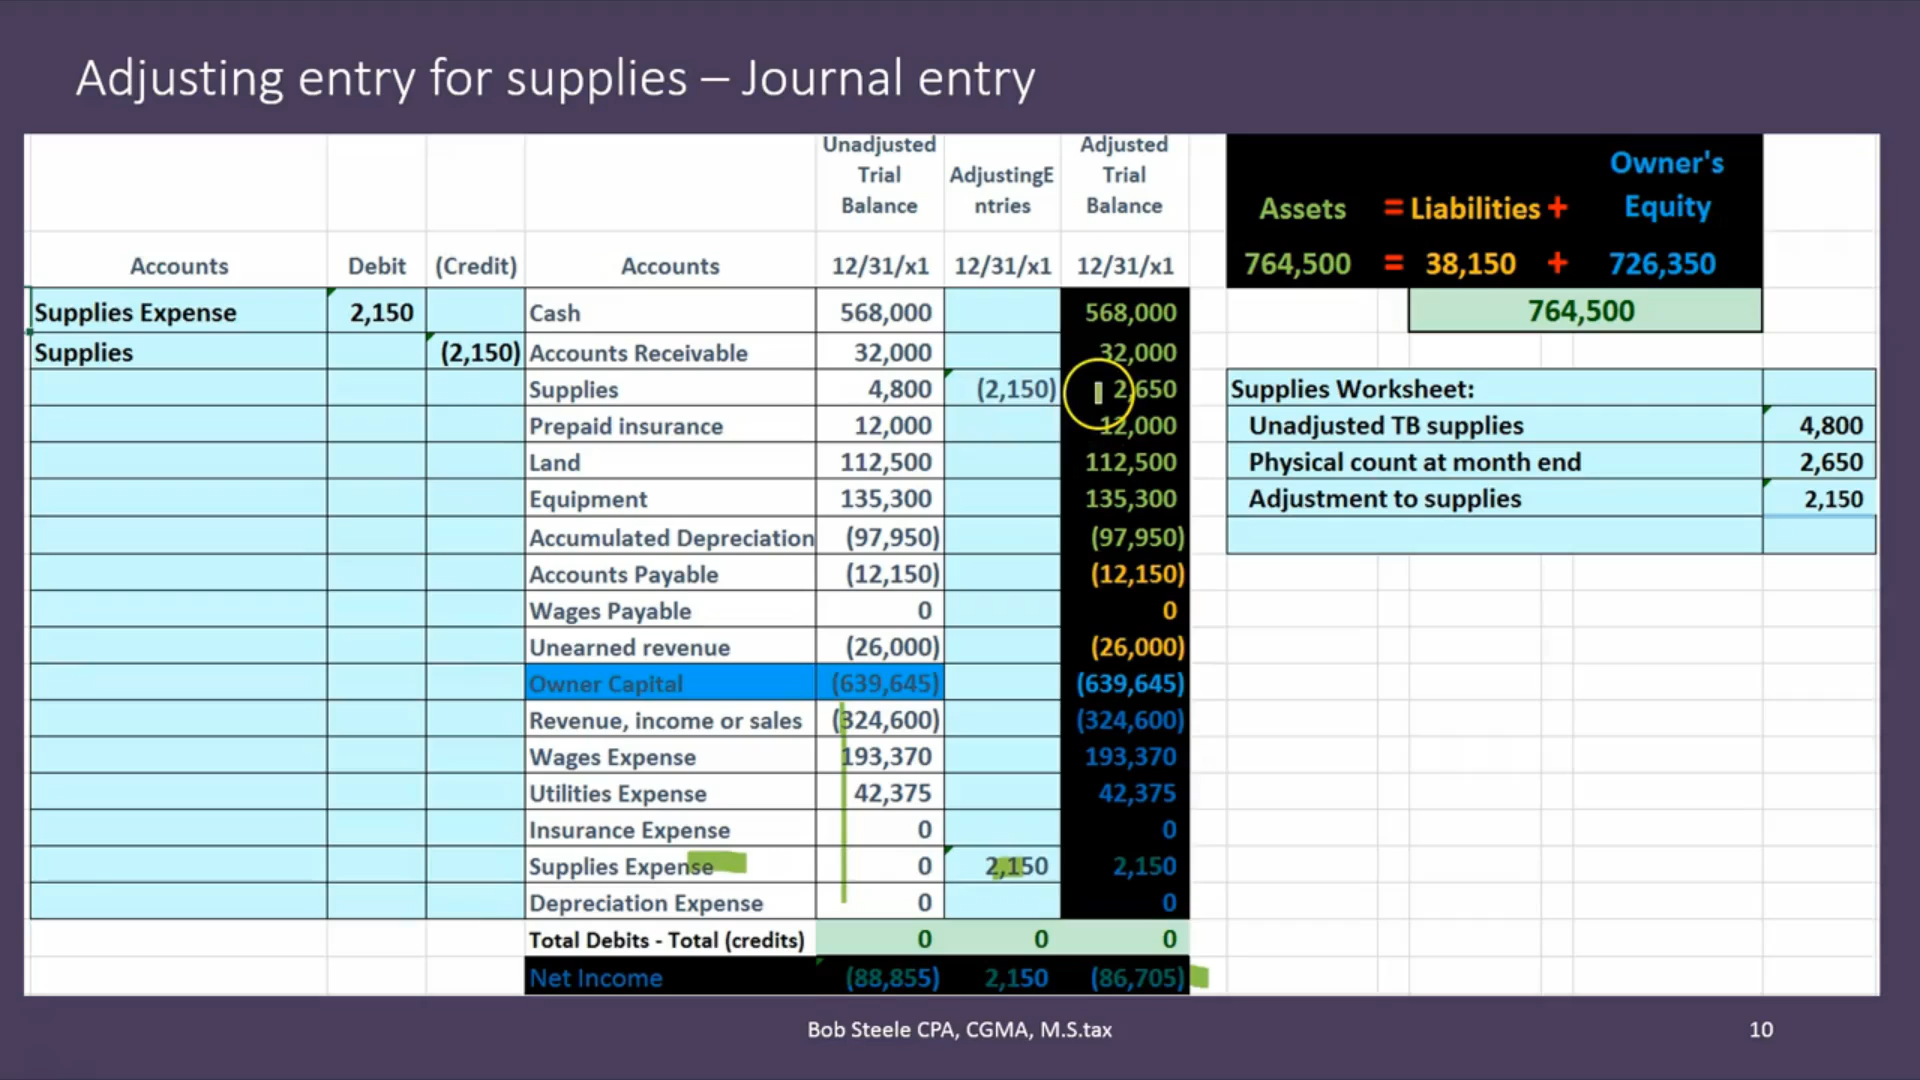 Adjusting entry for supplies – Journal entry
Unadjusted Trial Balance AdjustingEntries Adjusted Trial Balance
Accounts Debit (Credit) Accounts 12/31/x1 12/31/x1 12/31/x1
Supplies Expense 2,150 Cash 568,000 568,000
Supplies (2,150) Accounts Receivable 32,000 32,000
Supplies 4,800 (2,150) 2,650
Prepaid insurance 12,000 12,000
Land 112,500 112,500
Equipment 135,300 135,300
Accumulated Depreciation (97,950) (97,950)
Accounts Payable (12,150) (12,150)
Wages Payable 0 0
Unearned revenue (26,000) (26,000)
Owner Capital (639,645) (639,645)
Revenue, income or sales (324,600) (324,600)
Wages Expense 193,370 193,370
Utilities Expense 42,375 42,375
Insurance Expense 0 0
Supplies Expense 0 2,150 2,150
Depreciation Expense 0 0
Total Debits - Total (credits) 0 0 0
Net Income (88,855) 2,150 (86,705)
Assets = Liabilities + Owner's Equity
764,500 = 38,150 + 726,350
764,500
Supplies Worksheet:
Unadjusted TB supplies 4,800
Physical count at month end 2,650
Adjustment to supplies 2,150
Bob Steele CPA, CGMA, M.S.tax
10